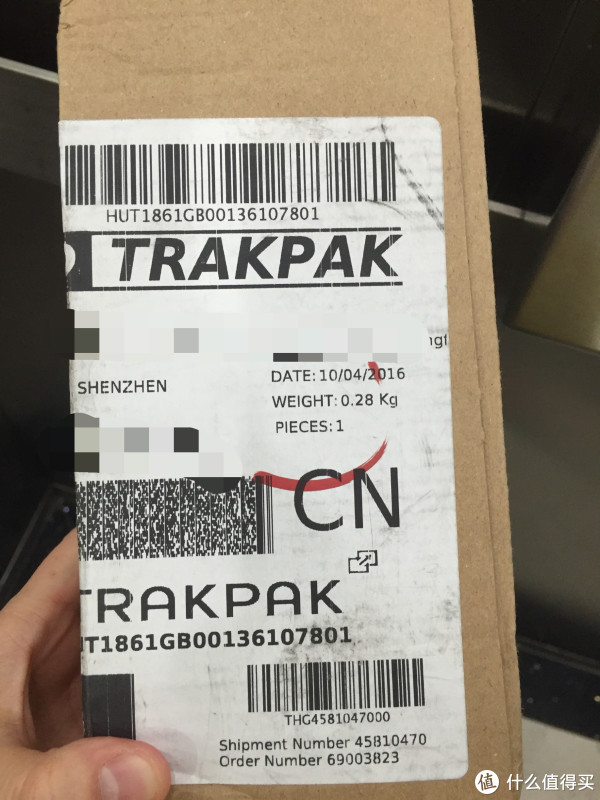 HUT1861GB00136107801
TRAKPAK
SHENZHEN
DATE: 10/04/2016
WEIGHT: 0.28 Kg
PIECES: 1
CN
TRAKPAK
UT1861GB00136107801
THG4581047000
Shipment Number 45810470
Order Number 69003823
值 什么值得买